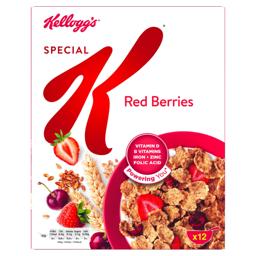 Kellogg's
SPECIAL
K
Red Berries
VITAMIN D
B VITAMINS
IRON + ZINC
FOLIC ACID
Powering You
x12